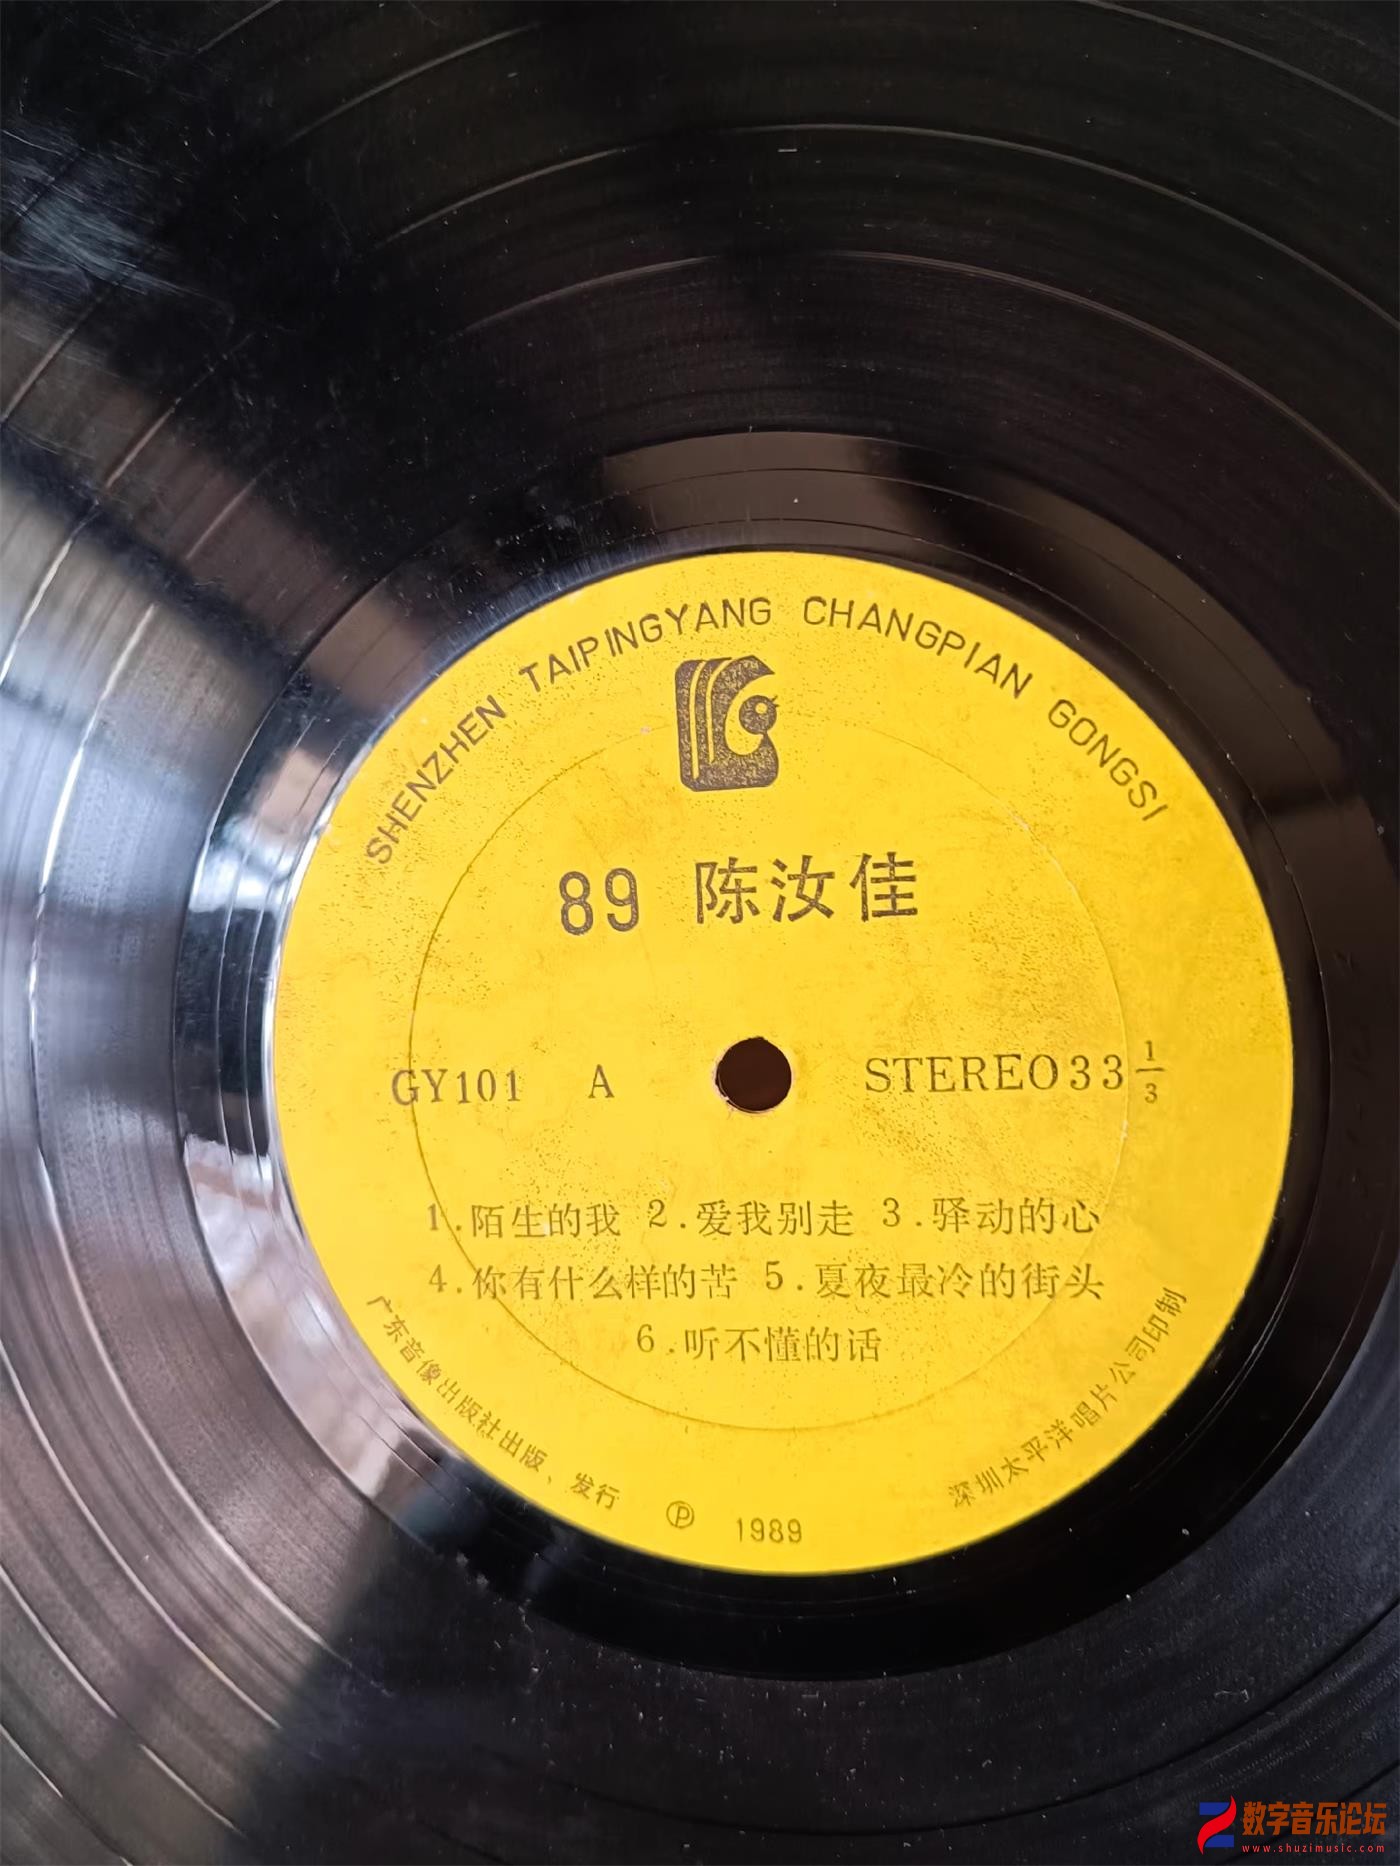 SHENZHEN TAIPINGYANG CHANGPIAN GONGSI
89 陈汝佳
GY101 A STEREO 33 1/3
1.陌生的我 2.爱我别走 3.驿动的心
4.你有什么样的苦 5.夏夜最冷的街头
6.听不懂的话
广东音像出版社出版、发行 Ⓟ 1989 深圳太平洋唱片公司印制
数字音乐论坛
www.shuzimusic.com